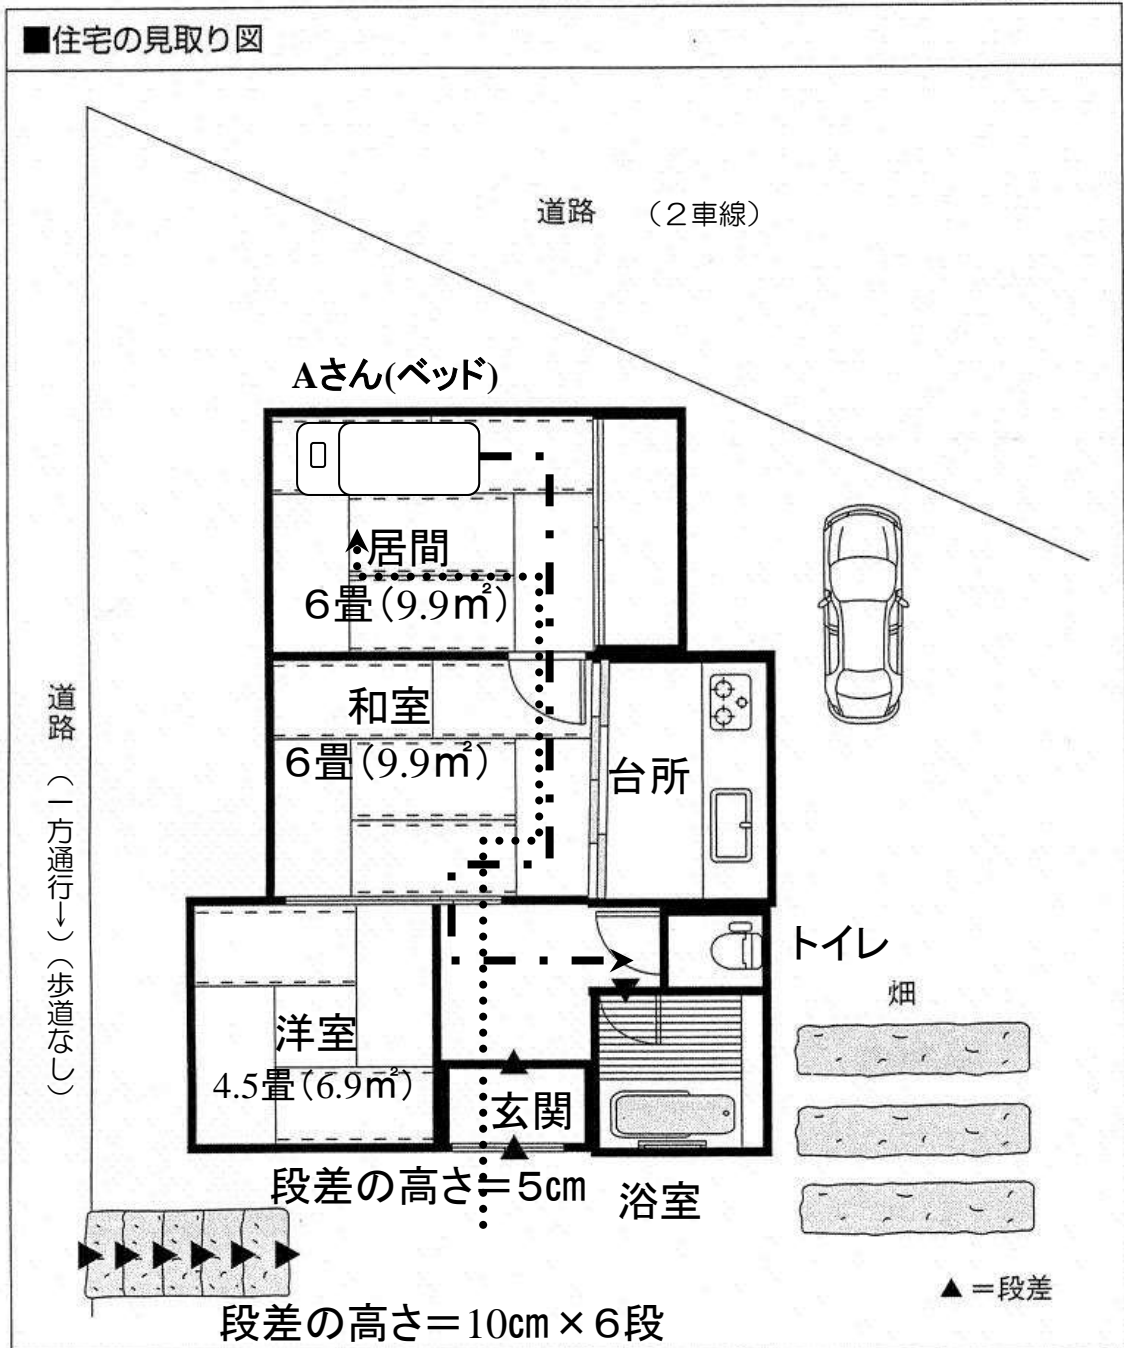 ■住宅の見取り図
道路 （２車線）
Aさん(ベッド)
居間
６畳（9.9㎡）
和室
６畳（9.9㎡）
台所
道路 （一方通行→）（歩道なし）
トイレ
畑
洋室
4.5畳（6.9㎡）
玄関
段差の高さ＝５㎝
浴室
▲＝段差
段差の高さ＝10㎝×６段